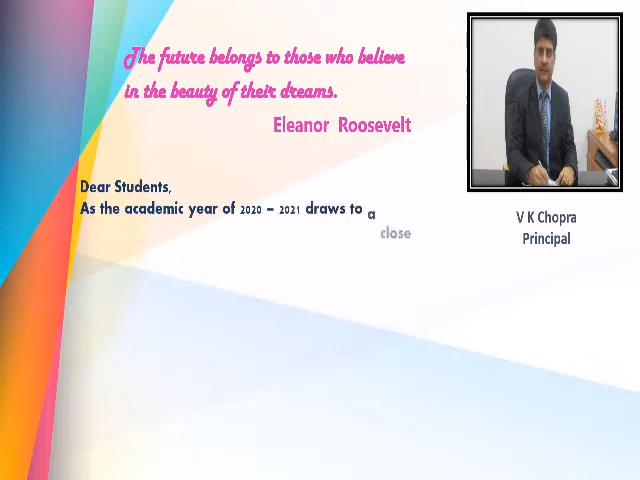 The future belongs to those who believe
in the beauty of their dreams.
Eleanor Roosevelt
Dear Students,
As the academic year of 2020 – 2021 draws to a
close
V K Chopra
Principal